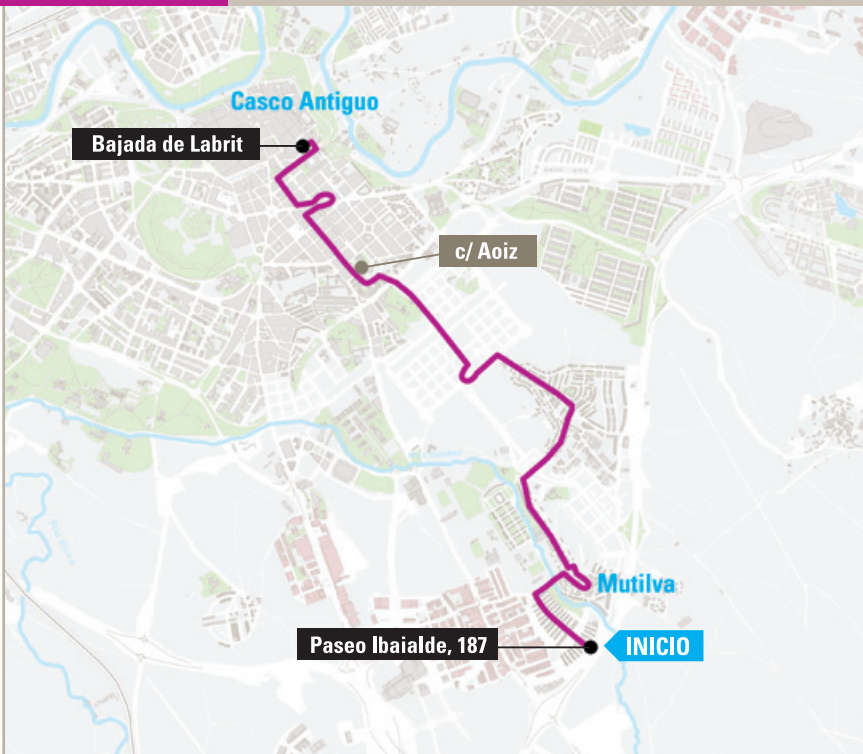 Casco Antiguo
Bajada de Labrit
c/ Aoiz
Mutilva
Paseo Ibaialde, 187
INICIO